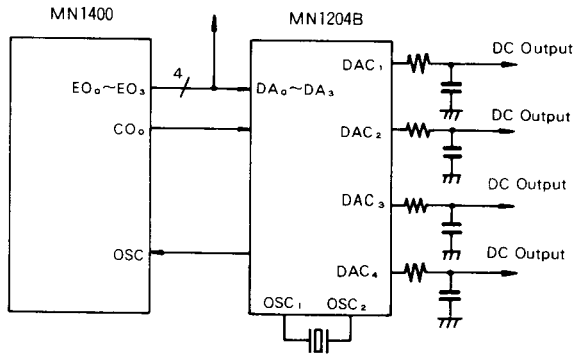 MN1400
MN1204B
4
EO₀~EO₃
CO₀
OSC
DA₀~DA₃
DAC₁
DAC₂
DAC₃
DAC₄
OSC₁ OSC₂
DC Output
DC Output
DC Output
DC Output